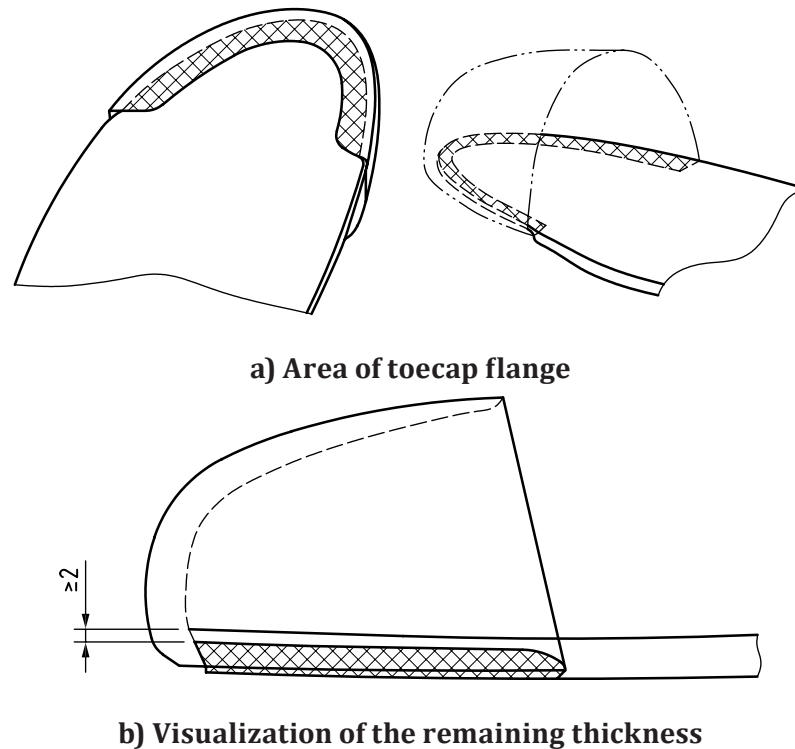 a) Area of toecap flange
≥2
b) Visualization of the remaining thickness